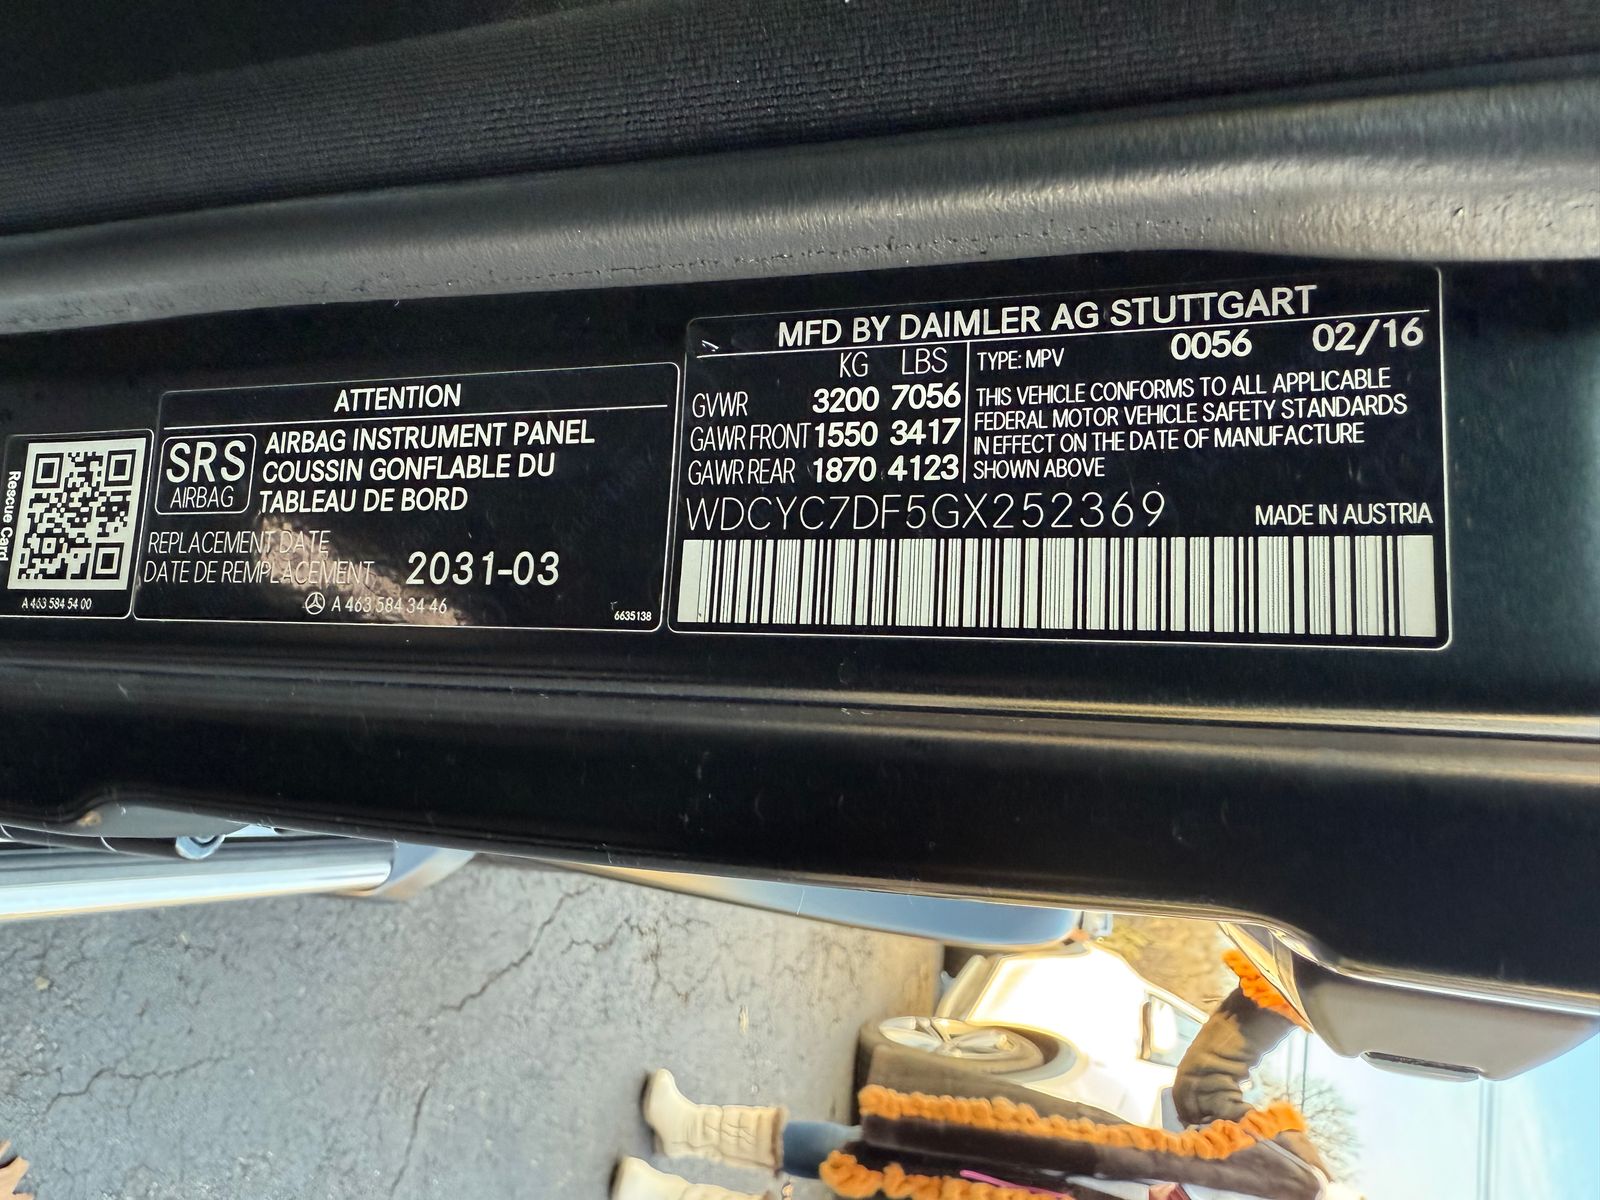 Rescue Card
A 463 584 54 00
ATTENTION
SRS
AIRBAG
AIRBAG INSTRUMENT PANEL
COUSSIN GONFLABLE DU
TABLEAU DE BORD
REPLACEMENT DATE
DATE DE REMPLACEMENT 2031-03
A 463 584 34 46
6635138
MFD BY DAIMLER AG STUTTGART
KG LBS
GVWR 3200 7056
GAWR FRONT 1550 3417
GAWR REAR 1870 4123
TYPE: MPV 0056 02/16
THIS VEHICLE CONFORMS TO ALL APPLICABLE
FEDERAL MOTOR VEHICLE SAFETY STANDARDS
IN EFFECT ON THE DATE OF MANUFACTURE
SHOWN ABOVE
WDCYC7DF5GX252369 MADE IN AUSTRIA